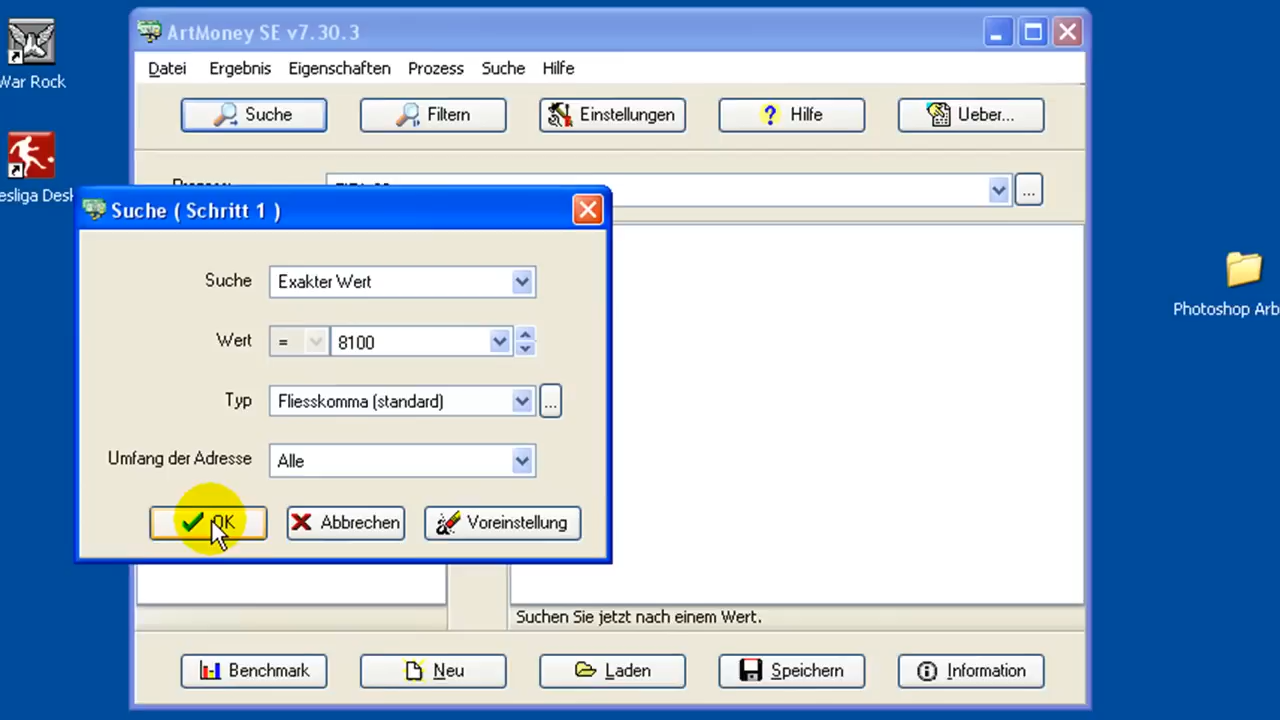 ArtMoney SE v7.30.3
War Rock
Datei Ergebnis Eigenschaften Prozess Suche Hilfe
Suche Filtern Einstellungen Hilfe Ueber...
...
esliga Desk
Suche ( Schritt 1 )
Suche Exakter Wert
Photoshop Arb
Wert = 8100
Typ Fliesskomma (standard) ...
Umfang der Adresse Alle
OK Abbrechen Voreinstellung
Suchen Sie jetzt nach einem Wert.
Benchmark Neu Laden Speichern Information